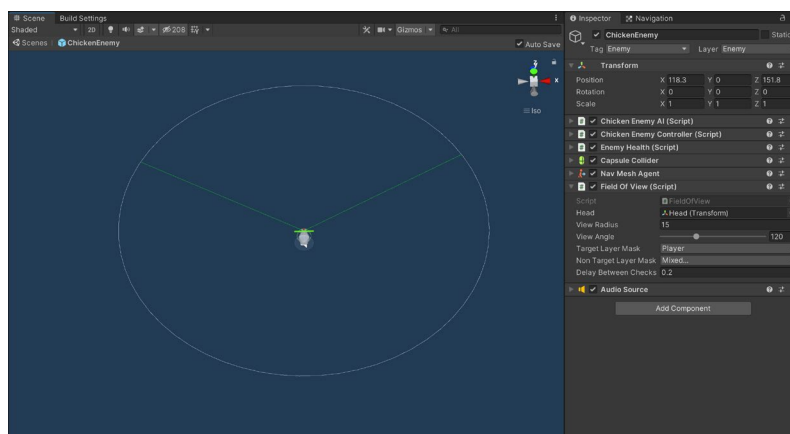 Scene Build Settings
Shaded 2D 208 Gizmos All
Scenes ChickenEnemy Auto Save
x
Iso
Inspector Navigation
ChickenEnemy Static
Tag Enemy Layer Enemy
Transform
Position X 118.3 Y 0 Z 151.8
Rotation X 0 Y 0 Z 0
Scale X 1 Y 1 Z 1
Chicken Enemy AI (Script)
Chicken Enemy Controller (Script)
Enemy Health (Script)
Capsule Collider
Nav Mesh Agent
Field Of View (Script)
Script FieldOfView
Head Head (Transform)
View Radius 15
View Angle 120
Target Layer Mask Player
Non Target Layer Mask Mixed...
Delay Between Checks 0.2
Audio Source
Add Component